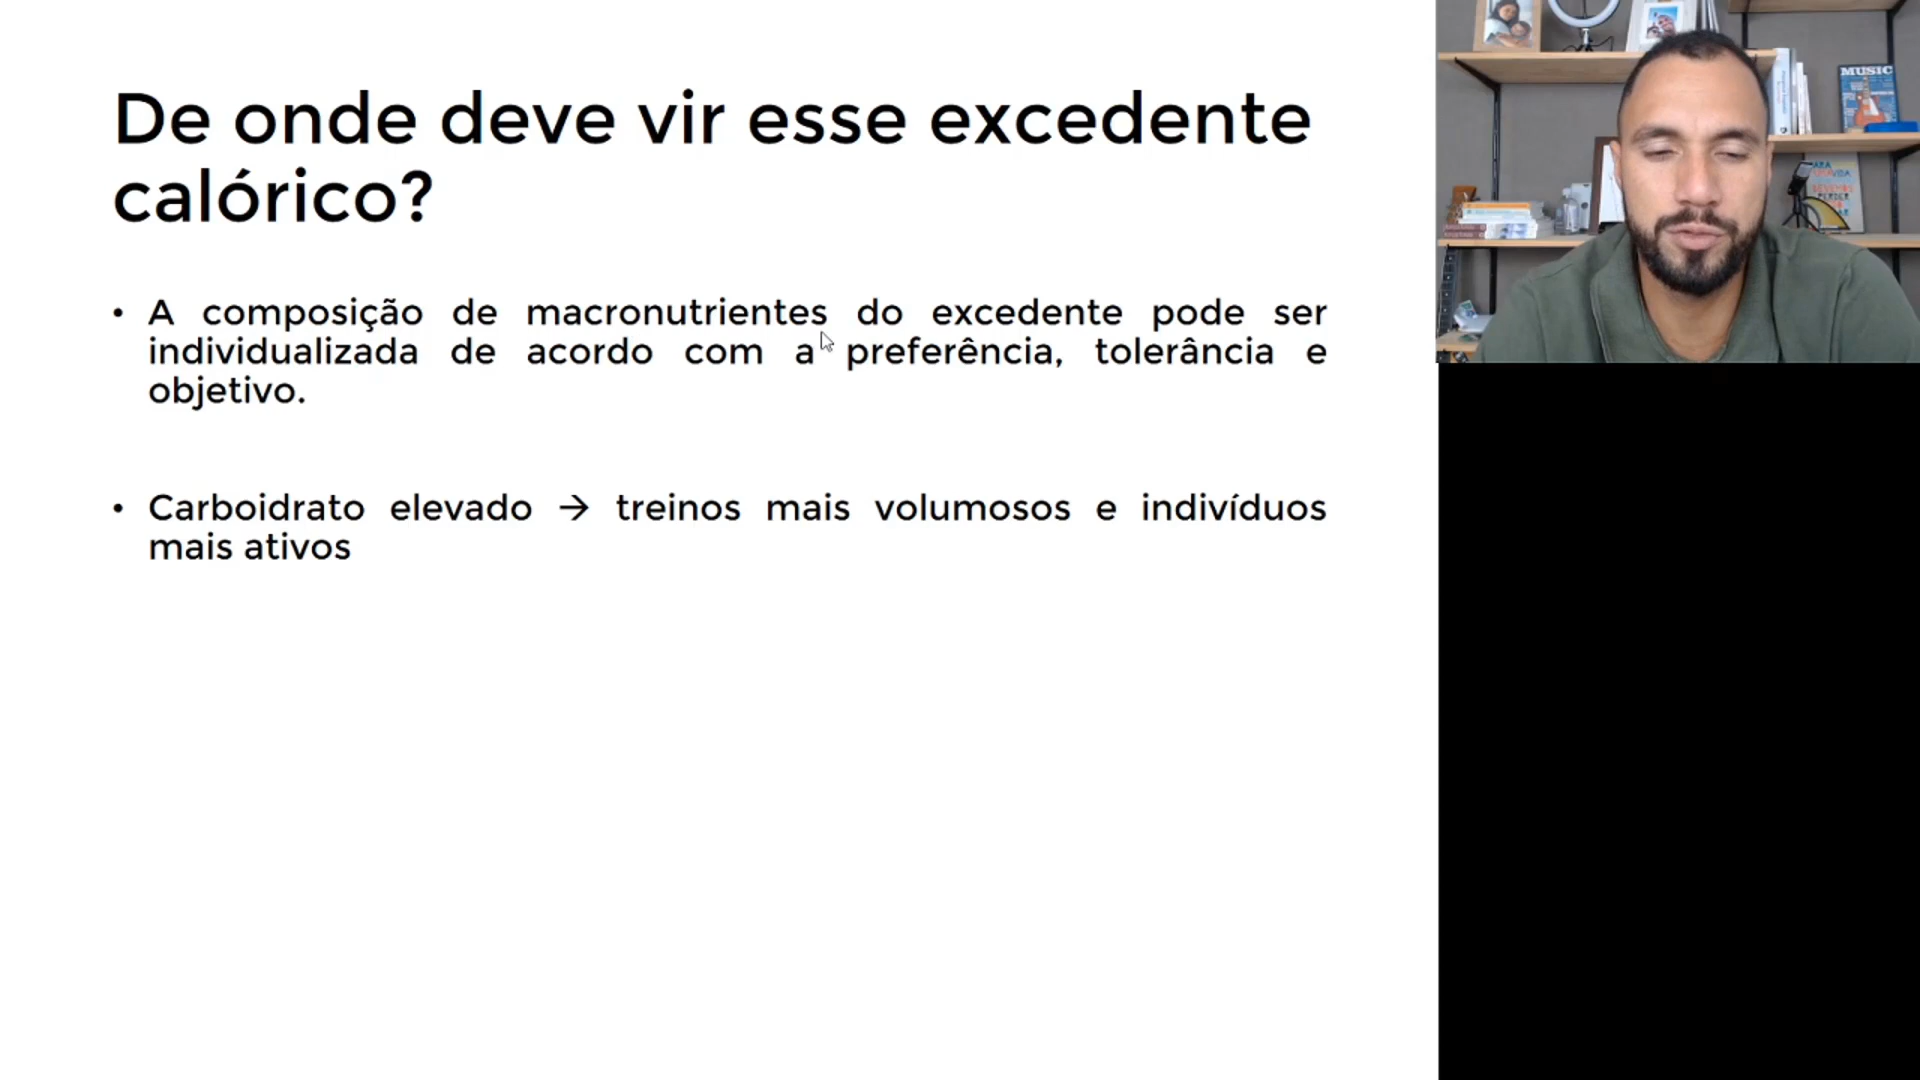 De onde deve vir esse excedente
calórico?
• A composição de macronutrientes do excedente pode ser
individualizada de acordo com a preferência, tolerância e
objetivo.
• Carboidrato elevado → treinos mais volumosos e indivíduos
mais ativos
MUSIC